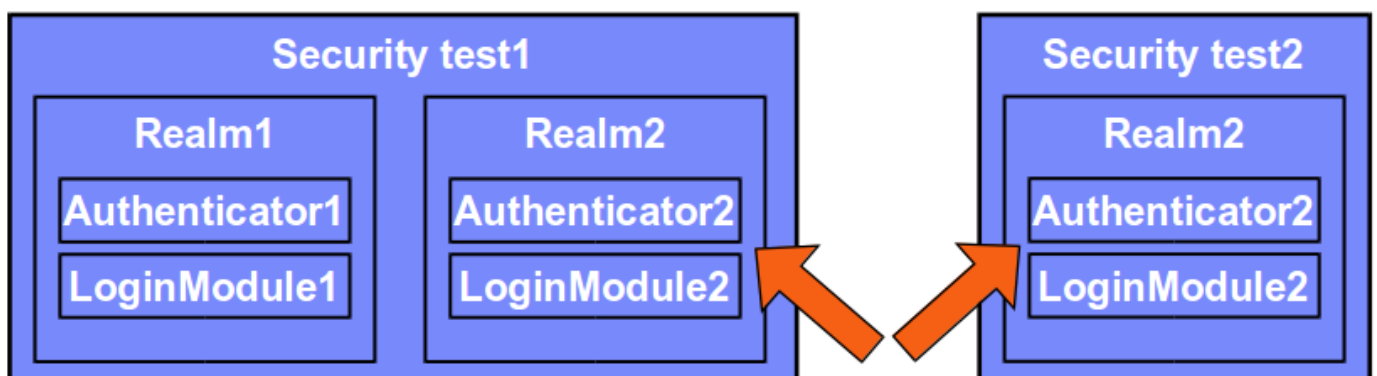 Security test1
Realm1
Authenticator1
LoginModule1
Realm2
Authenticator2
LoginModule2
Security test2
Realm2
Authenticator2
LoginModule2